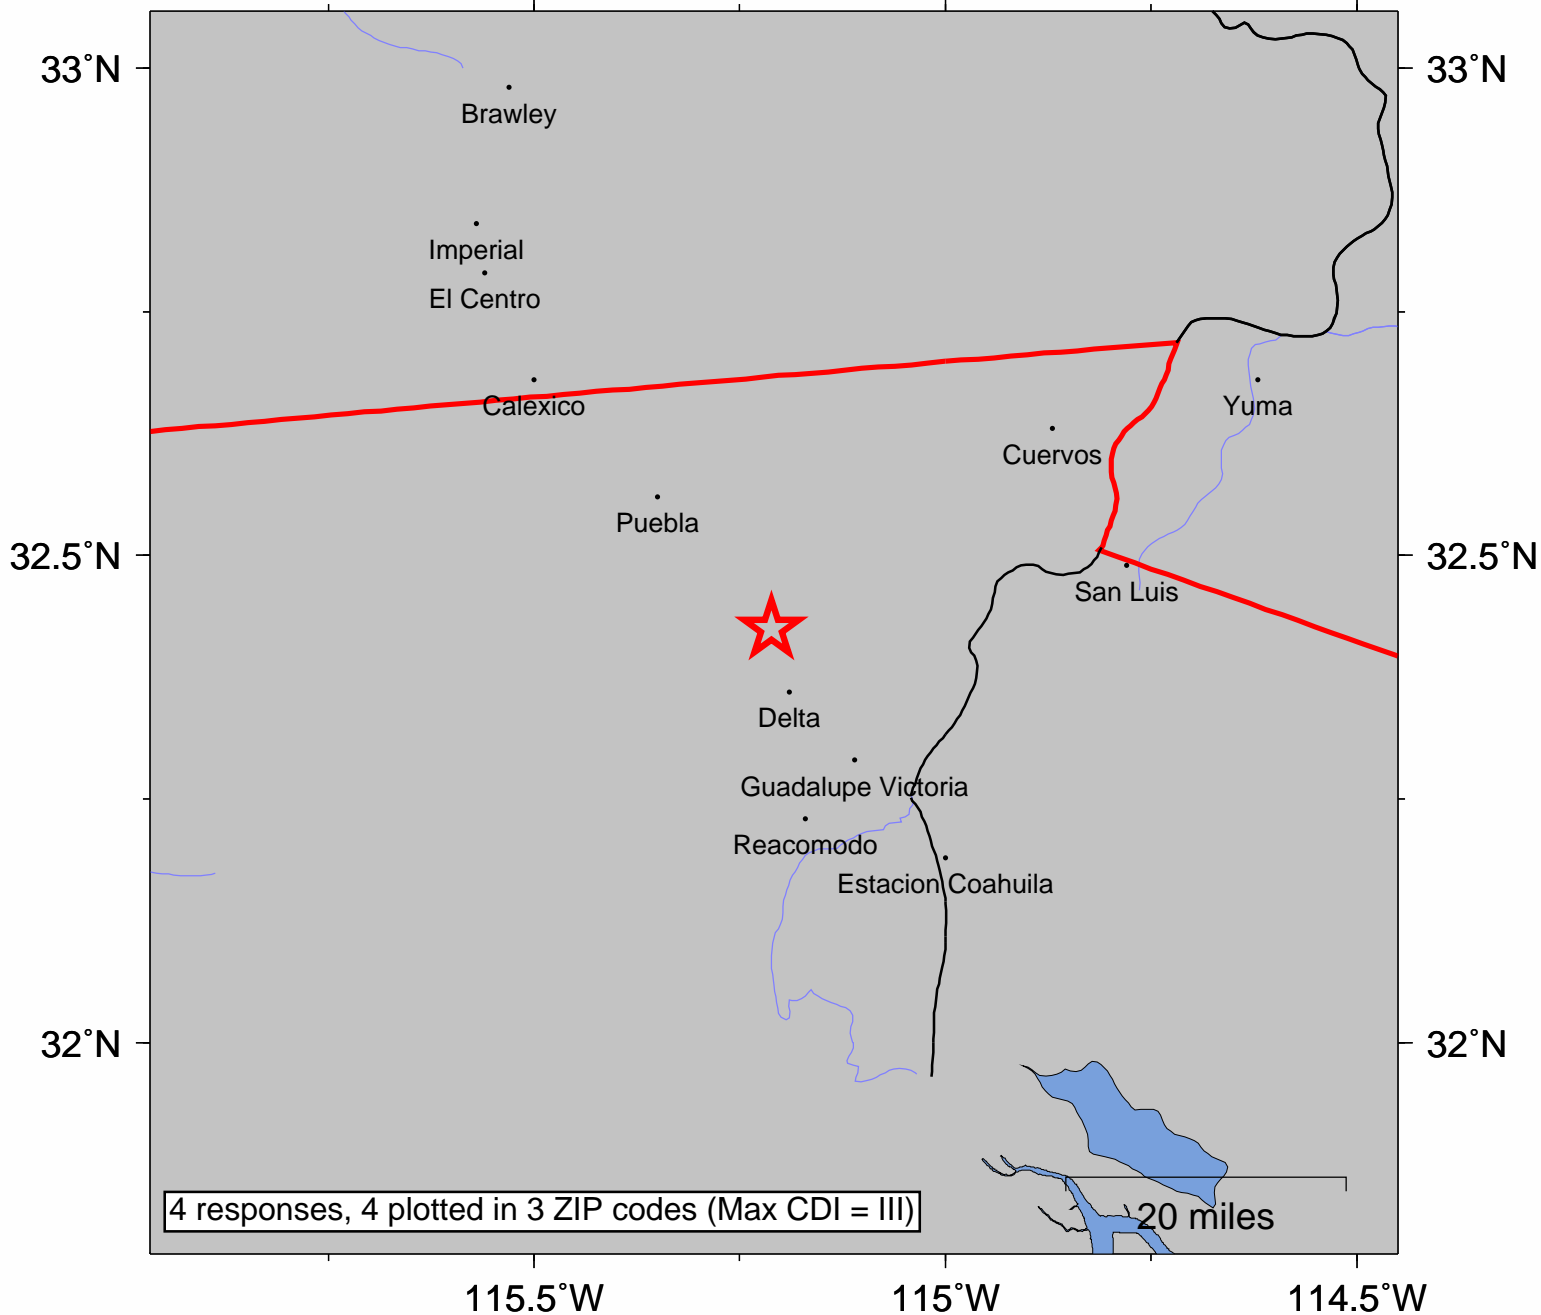 33°N
33°N
Brawley
Imperial
El Centro
Calexico
Yuma
Cuervos
Puebla
32.5°N
32.5°N
San Luis
Delta
Guadalupe Victoria
Reacomodo
Estacion Coahuila
32°N
32°N
4 responses, 4 plotted in 3 ZIP codes (Max CDI = III)
20 miles
115.5°W
115°W
114.5°W